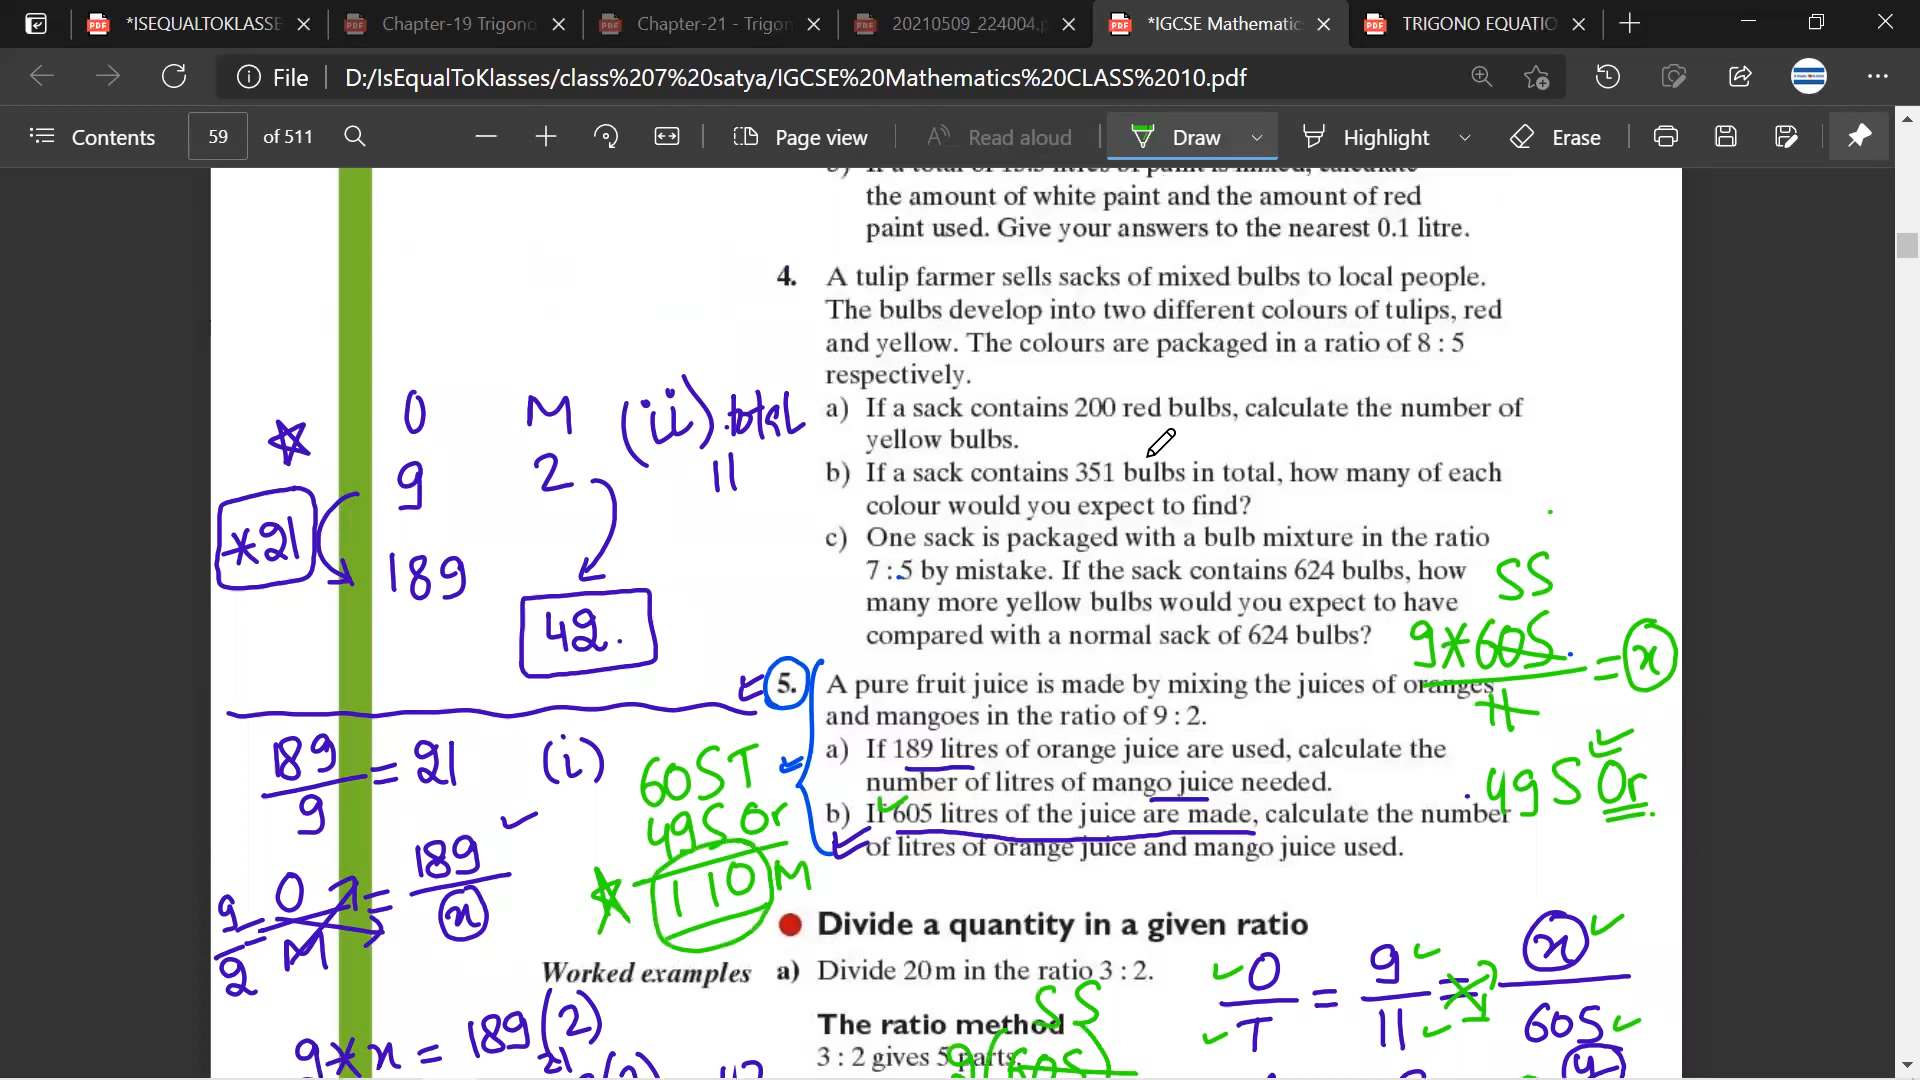 *ISEQUALTOKLASSE
Chapter-19 Trigono
Chapter-21 - Trigon
20210509_224004.p
*IGCSE Mathematic
TRIGONO EQUATIO
File
D:/IsEqualToKlasses/class%207%20satya/IGCSE%20Mathematics%20CLASS%2010.pdf
Contents
59
of 511
Page view
Read aloud
Draw
Highlight
Erase
the amount of white paint and the amount of red
paint used. Give your answers to the nearest 0.1 litre.
4. A tulip farmer sells sacks of mixed bulbs to local people.
The bulbs develop into two different colours of tulips, red
and yellow. The colours are packaged in a ratio of 8 : 5
respectively.
a) If a sack contains 200 red bulbs, calculate the number of
yellow bulbs.
b) If a sack contains 351 bulbs in total, how many of each
colour would you expect to find?
c) One sack is packaged with a bulb mixture in the ratio
7 : 5 by mistake. If the sack contains 624 bulbs, how
many more yellow bulbs would you expect to have
compared with a normal sack of 624 bulbs?
5. A pure fruit juice is made by mixing the juices of oranges
and mangoes in the ratio of 9 : 2.
a) If 189 litres of orange juice are used, calculate the
number of litres of mango juice needed.
b) If 605 litres of the juice are made, calculate the number
of litres of orange juice and mango juice used.
Divide a quantity in a given ratio
Worked examples a) Divide 20 m in the ratio 3 : 2.
The ratio method
3 : 2 gives 5 parts.
O M (ii) total
9 2 11
*21
189
42.
189/9 = 21 (i)
9/2 = O/M = 189/x
9*x = 189(2)
21
605 T
495 Or
110 M
55
9*605/11 = x
495 Or
O/T = 9/11 = x/605
55